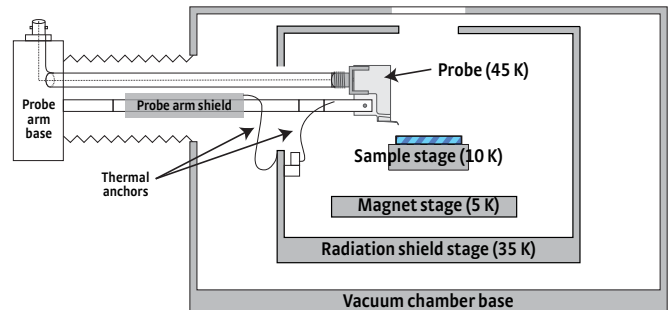 Probe (45 K)
Probe
arm
base
Probe arm shield
Thermal
anchors
Sample stage (10 K)
Magnet stage (5 K)
Radiation shield stage (35 K)
Vacuum chamber base